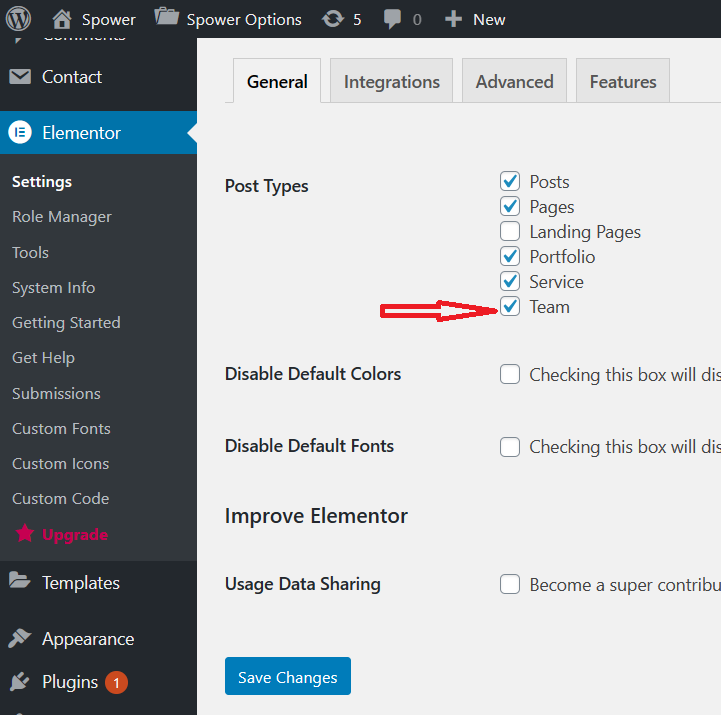 Spower Spower Options 5 0 New
Comments
Contact
Elementor
Settings
Role Manager
Tools
System Info
Getting Started
Get Help
Submissions
Custom Fonts
Custom Icons
Custom Code
Upgrade
Templates
Appearance
Plugins 1
General Integrations Advanced Features
Post Types
Posts
Pages
Landing Pages
Portfolio
Service
Team
Disable Default Colors Checking this box will dis
Disable Default Fonts Checking this box will dis
Improve Elementor
Usage Data Sharing Become a super contribu
Save Changes